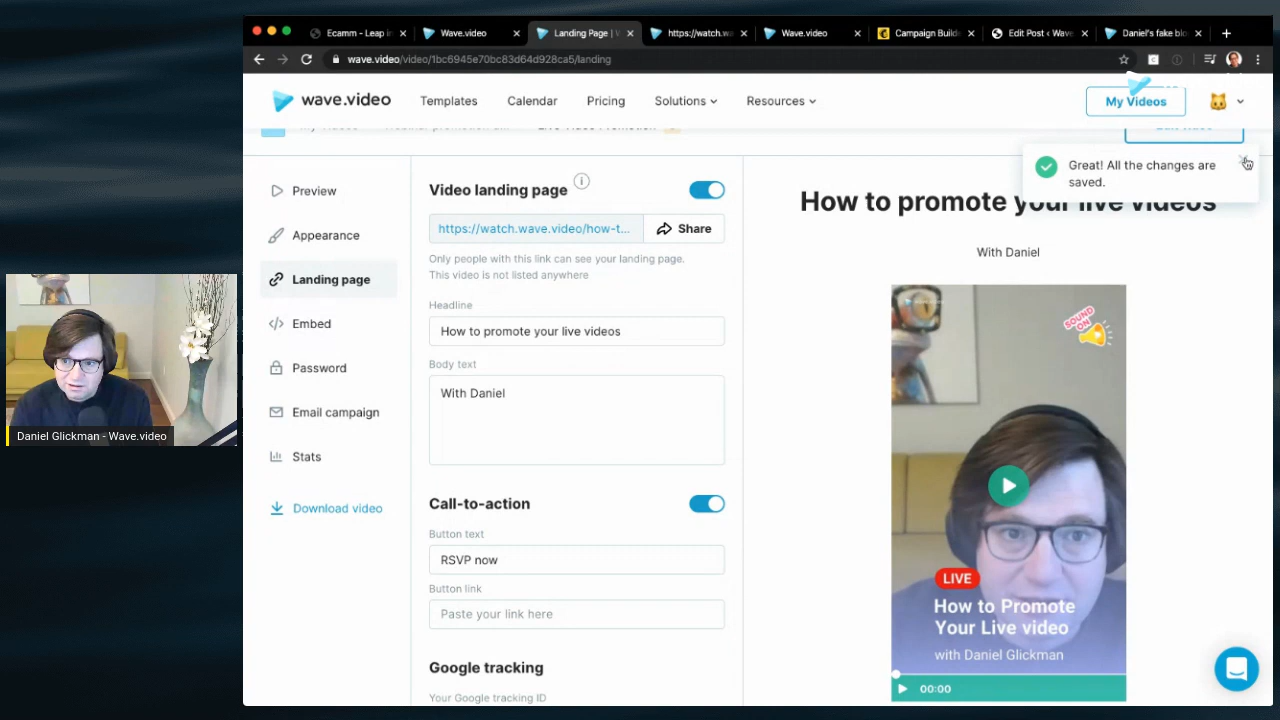 Ecamm - Leap in
Wave.video
Landing Page | W
https://watch.wa
Wave.video
Campaign Builde
Edit Post ‹ Wave
Daniel's fake blo
wave.video/video/1bc6945e70bc83d64d928ca5/landing
wave.video
Templates
Calendar
Pricing
Solutions
Resources
My Videos
Great! All the changes are
saved.
Preview
Appearance
Landing page
Embed
Password
Email campaign
Stats
Download video
Video landing page
https://watch.wave.video/how-t...
Share
Only people with this link can see your landing page.
This video is not listed anywhere
Headline
How to promote your live videos
Body text
With Daniel
Call-to-action
Button text
RSVP now
Button link
Paste your link here
Google tracking
Your Google tracking ID
How to promote your live videos
With Daniel
SOUND
ON
LIVE
How to Promote
Your Live video
with Daniel Glickman
00:00
Daniel Glickman - Wave.video